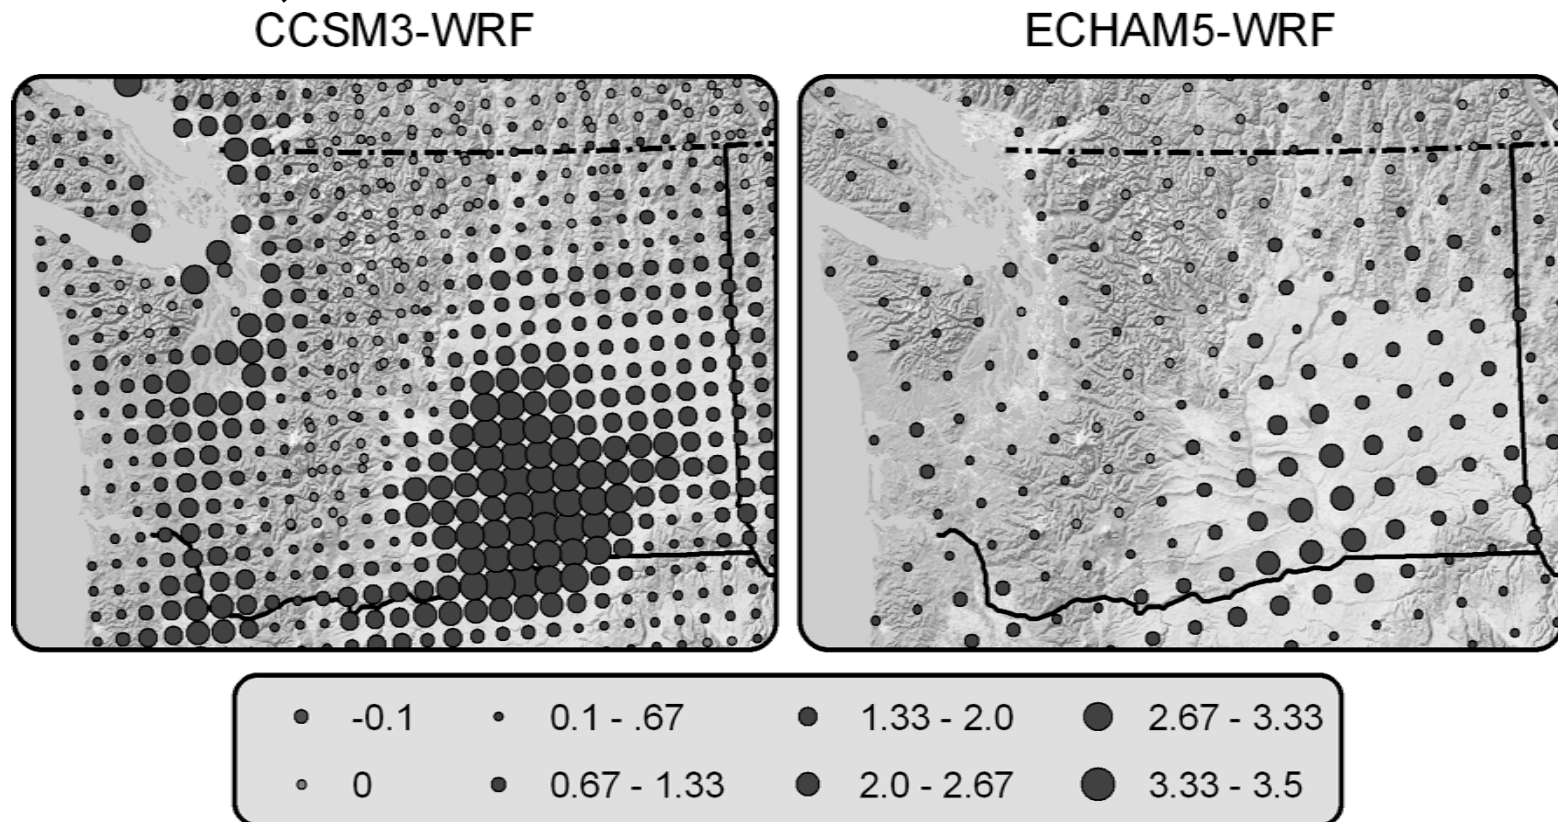 CCSM3-WRF ECHAM5-WRF
-0.1 0.1 - .67 1.33 - 2.0 2.67 - 3.33
0 0.67 - 1.33 2.0 - 2.67 3.33 - 3.5